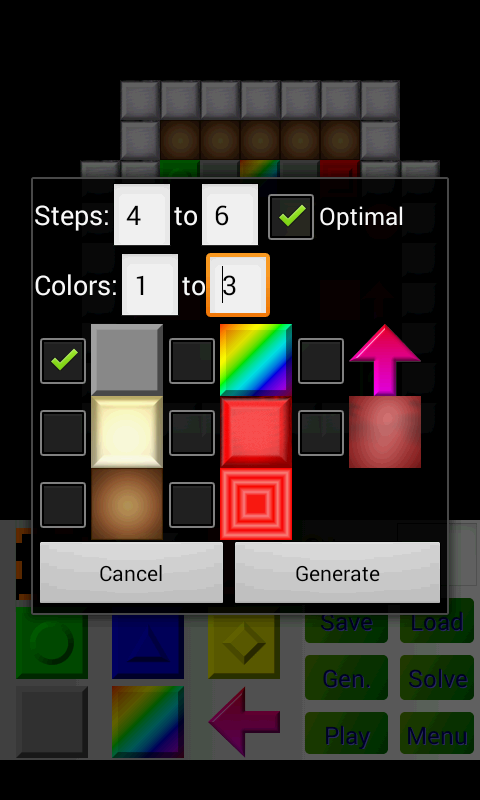 Steps: 4 to 6 Optimal
Colors: 1 to 3
Cancel Generate
Save Load
Gen. Solve
Play Menu